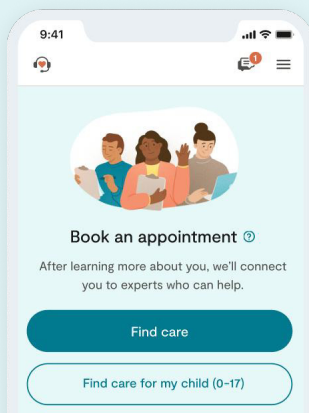 9:41
1
Book an appointment ?
After learning more about you, we'll connect
you to experts who can help.
Find care
Find care for my child (0-17)